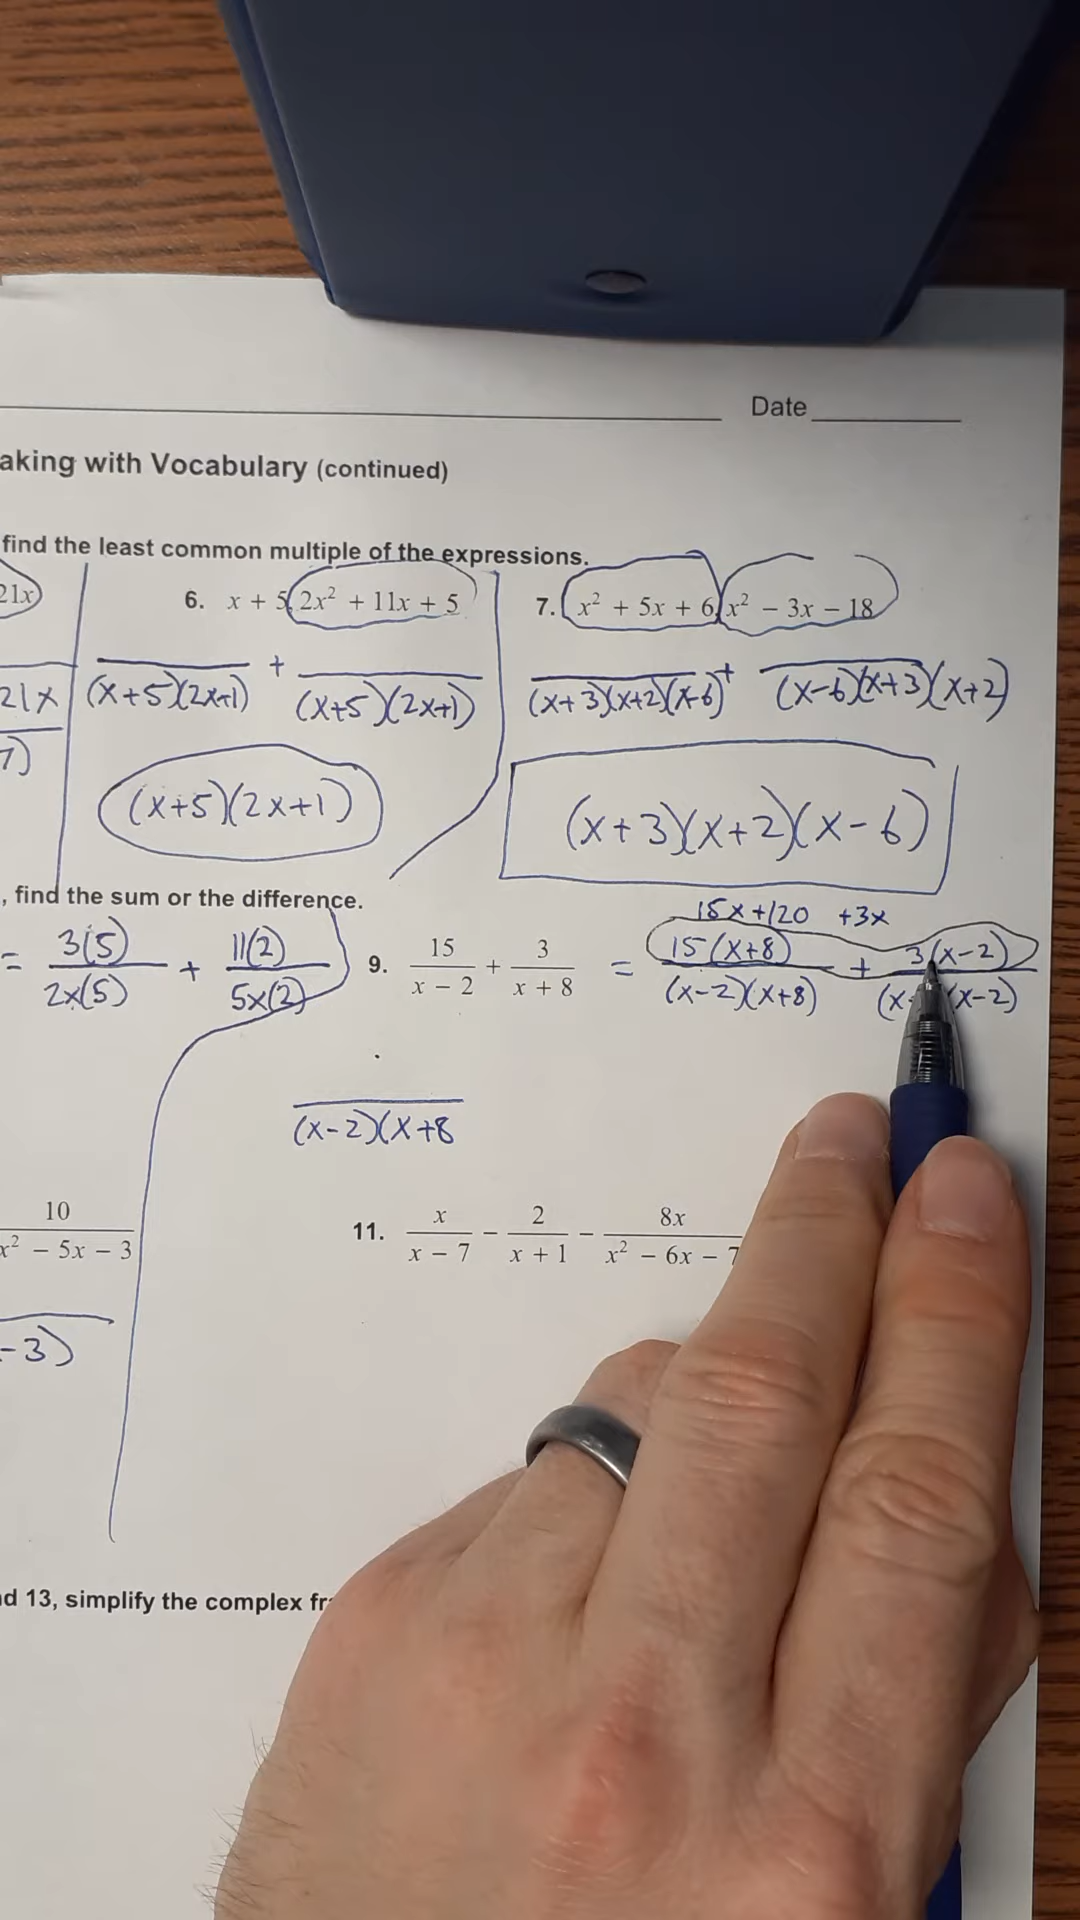 Date
aking with Vocabulary (continued)
find the least common multiple of the expressions.
21x) 6. x + 5, 2x² + 11x + 5 7. x² + 5x + 6, x² − 3x − 18
+ +
21x (x+5)(2x+1) (x+5)(2x+1) (x+3)(x+2)(x-6) (x-6)(x+3)(x+2)
7)
(x+5)(2x+1) (x+3)(x+2)(x-6)
, find the sum or the difference.
15x+120 +3x
= 3(5)/2x(5) + 11(2)/5x(2) 9. 15/(x − 2) + 3/(x + 8) = 15(x+8)/(x-2)(x+8) + 3(x-2)/(x (x-2)
(x-2)(x+8
10/x² − 5x − 3 11. x/(x − 7) − 2/(x + 1) − 8x/(x² − 6x − 7
-3)
d 13, simplify the complex fr